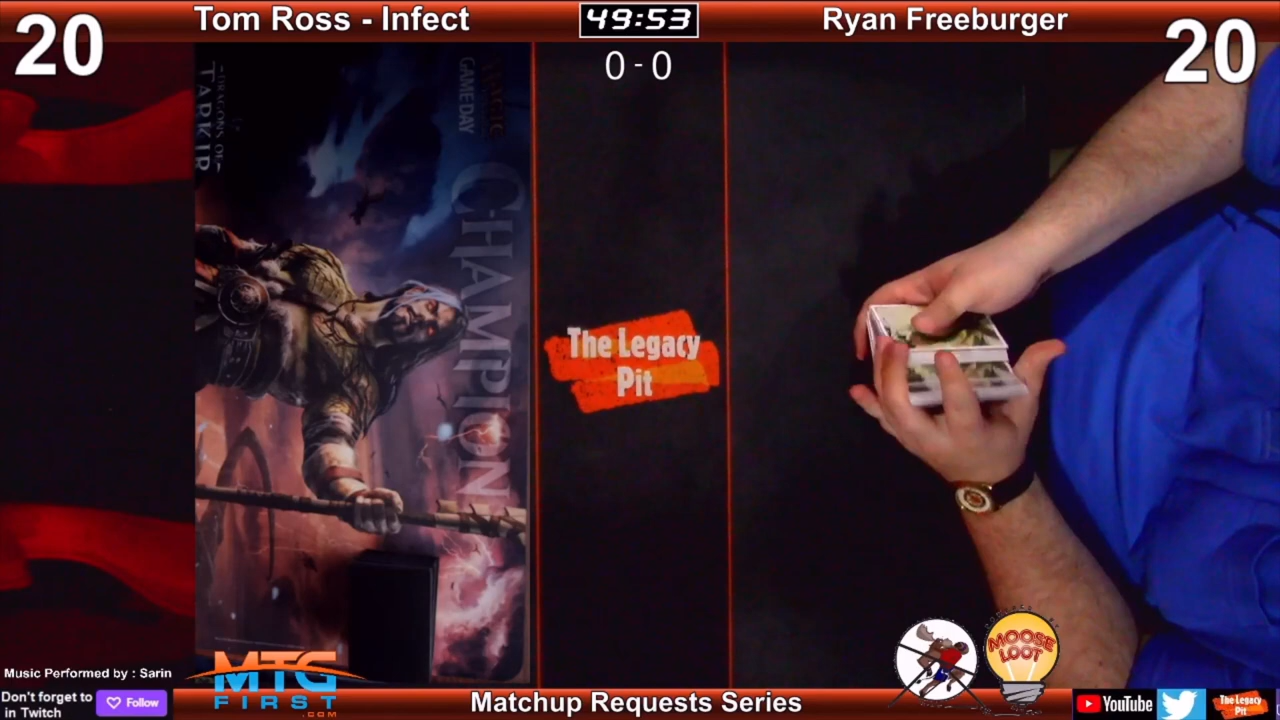 Tom Ross - Infect
49:53
Ryan Freeburger
20
20
0 - 0
DRAGONS OF
TARKIR
MAGIC
GAME DAY
CHAMPION
The Legacy
Pit
MOOSE
LOOT
Music Performed by : Sarin
Don't forget to
in Twitch
Follow
MTG
FIRST
.COM
Matchup Requests Series
YouTube
The Legacy
Pit